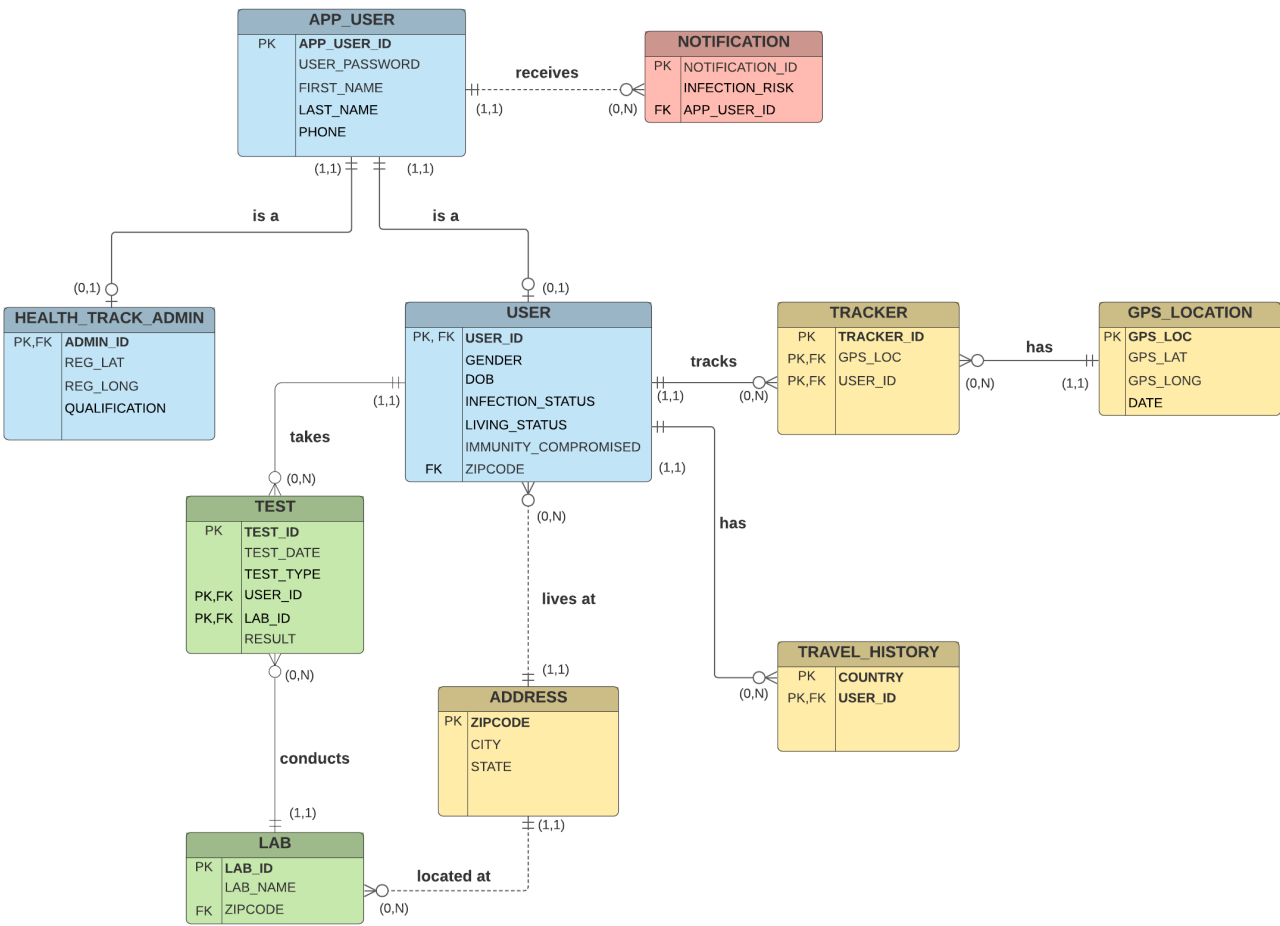 APP_USER
PK APP_USER_ID
USER_PASSWORD
FIRST_NAME
LAST_NAME
PHONE
receives
(1,1)
(0,N)
NOTIFICATION
PK NOTIFICATION_ID
INFECTION_RISK
FK APP_USER_ID
(1,1)
(1,1)
is a
is a
(0,1)
(0,1)
HEALTH_TRACK_ADMIN
PK,FK ADMIN_ID
REG_LAT
REG_LONG
QUALIFICATION
USER
PK, FK USER_ID
GENDER
DOB
INFECTION_STATUS
LIVING_STATUS
IMMUNITY_COMPROMISED
FK ZIPCODE
tracks
(1,1)
(0,N)
TRACKER
PK TRACKER_ID
PK,FK GPS_LOC
PK,FK USER_ID
has
(0,N)
(1,1)
GPS_LOCATION
PK GPS_LOC
GPS_LAT
GPS_LONG
DATE
(1,1)
takes
(0,N)
(1,1)
has
(0,N)
TEST
PK TEST_ID
TEST_DATE
TEST_TYPE
PK,FK USER_ID
PK,FK LAB_ID
RESULT
(0,N)
lives at
(1,1)
TRAVEL_HISTORY
PK COUNTRY
PK,FK USER_ID
(0,N)
conducts
(1,1)
ADDRESS
PK ZIPCODE
CITY
STATE
(1,1)
located at
(0,N)
LAB
PK LAB_ID
LAB_NAME
FK ZIPCODE